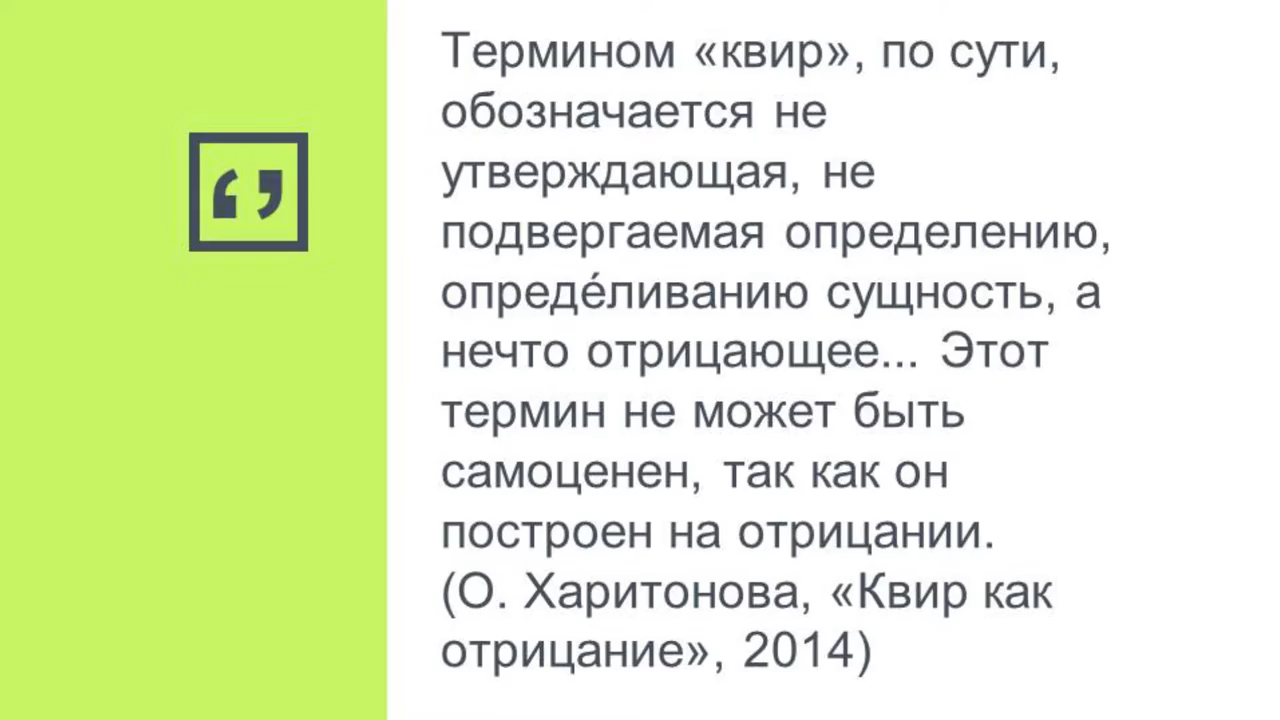 Термином «квир», по сути,
обозначается не
утверждающая, не
подвергаемая определению,
опреде́ливанию сущность, а
нечто отрицающее... Этот
термин не может быть
самоценен, так как он
построен на отрицании.
(О. Харитонова, «Квир как
отрицание», 2014)